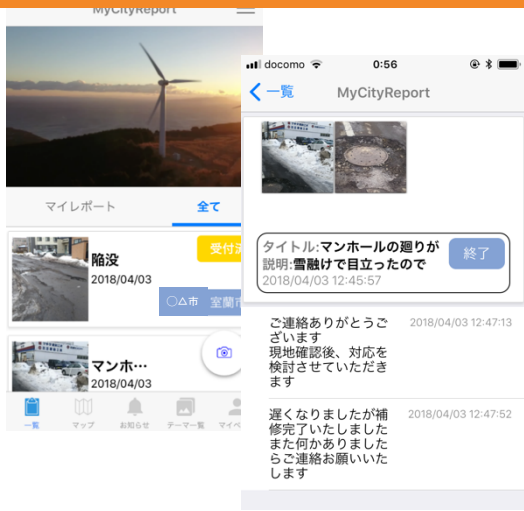 MyCityReport
マイレポート 全て
陥没
2018/04/03
受付済
〇△市 室蘭市
マンホ…
2018/04/03
一覧 マップ お知らせ テーマ一覧 マイペ
docomo 0:56
一覧 MyCityReport
タイトル:マンホールの廻りが
説明:雪融けで目立ったので
2018/04/03 12:45:57
終了
ご連絡ありがとうご
ざいます
現地確認後、対応を
検討させていただき
ます
2018/04/03 12:47:13
遅くなりましたが補
修完了いたしました
また何かありました
らご連絡お願いいた
します
2018/04/03 12:47:52